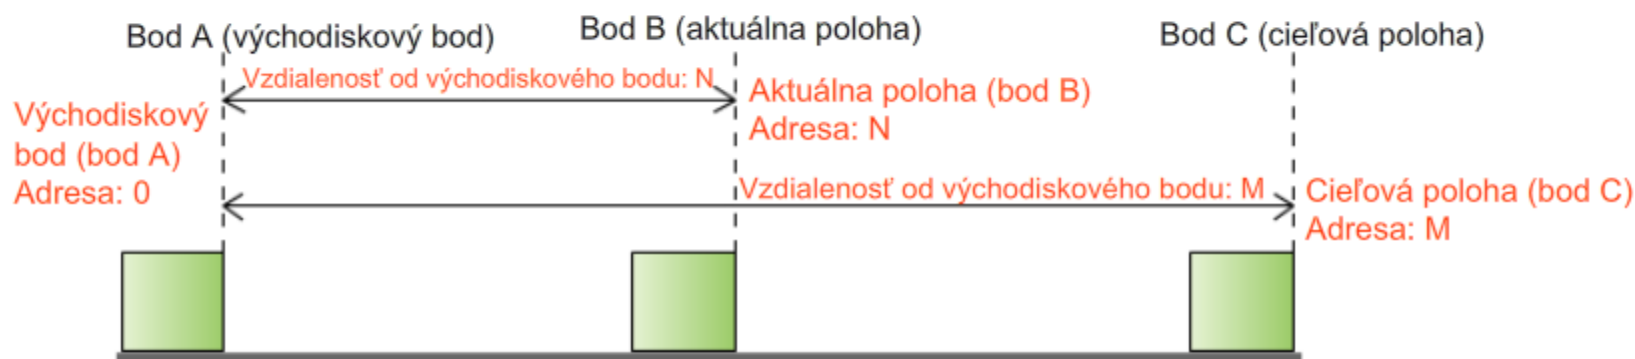 Bod A (východiskový bod)
Bod B (aktuálna poloha)
Bod C (cieľová poloha)
Vzdialenosť od východiskového bodu: N
Východiskový
bod (bod A)
Adresa: 0
Aktuálna poloha (bod B)
Adresa: N
Vzdialenosť od východiskového bodu: M
Cieľová poloha (bod C)
Adresa: M